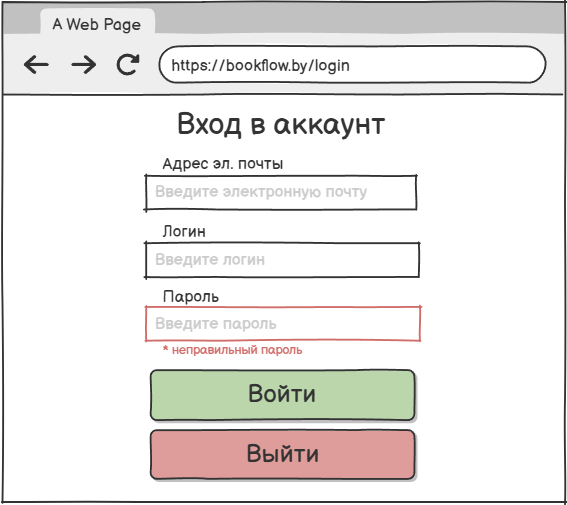 A Web Page
https://bookflow.by/login
Вход в аккаунт
Адрес эл. почты
Введите электронную почту
Логин
Введите логин
Пароль
Введите пароль
* неправильный пароль
Войти
Выйти